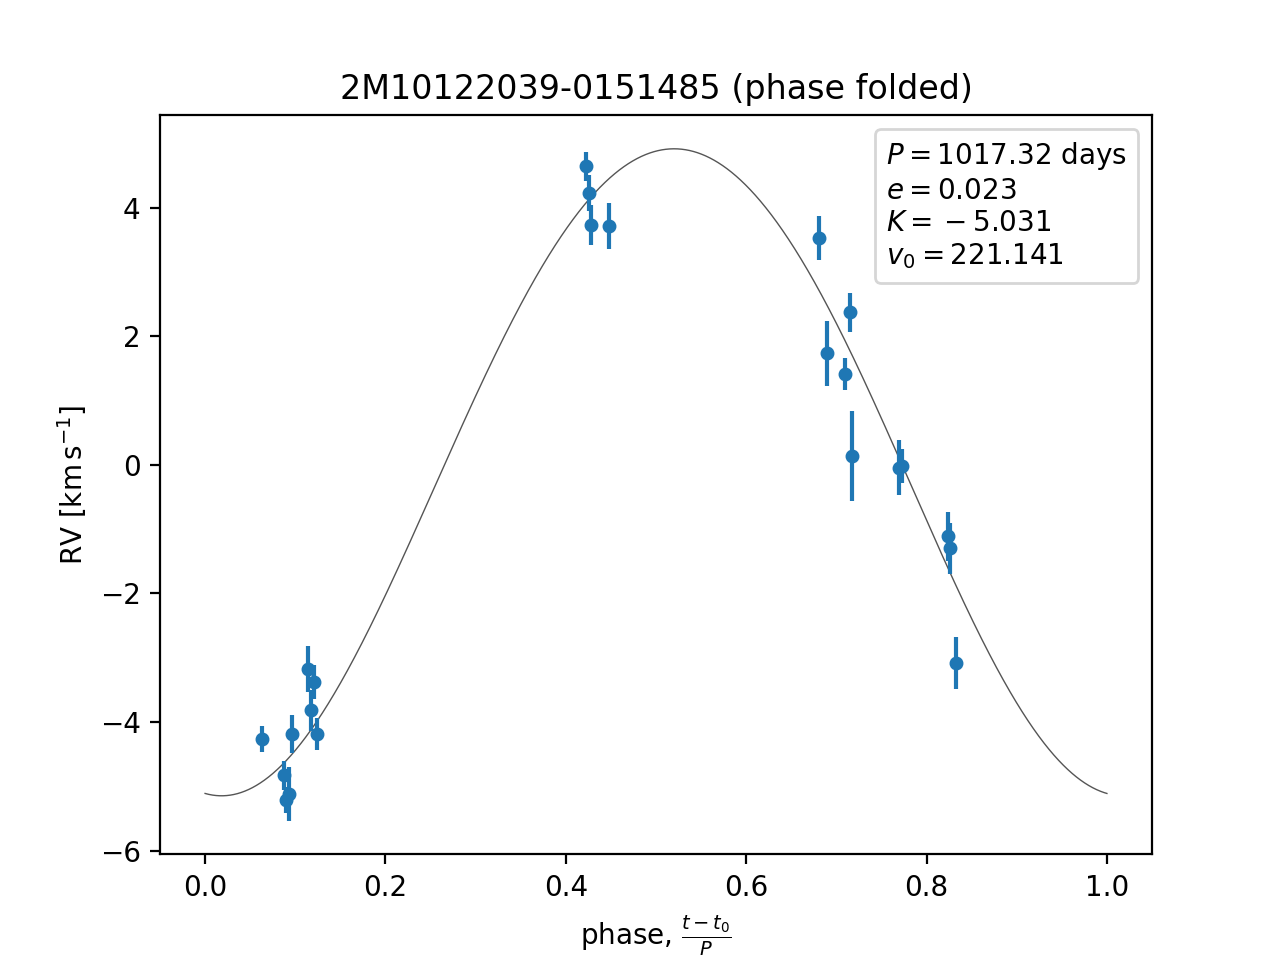 2M10122039-0151485 (phase folded)
P = 1017.32 days
e = 0.023
K = −5.031
v₀ = 221.141
RV [km s⁻¹]
4
2
0
−2
−4
−6
0.0 0.2 0.4 0.6 0.8 1.0
phase, (t − t₀)/P